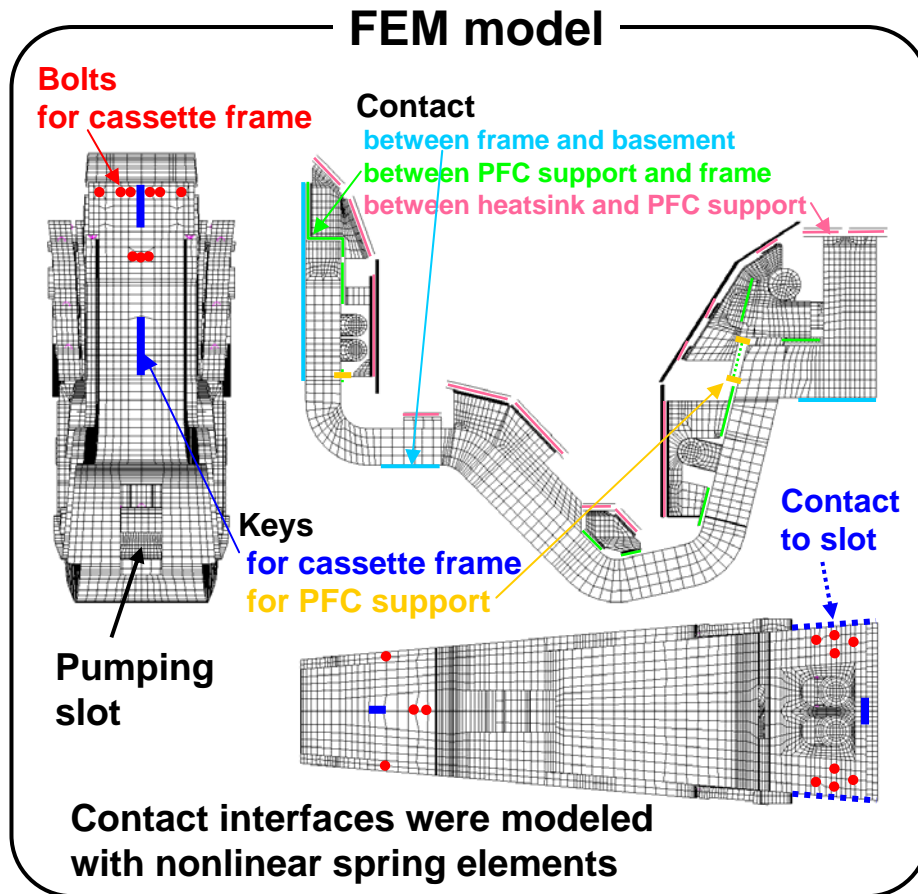 FEM model
Bolts
for cassette frame
Contact
between frame and basement
between PFC support and frame
between heatsink and PFC support
Keys
for cassette frame
for PFC support
Contact
to slot
Pumping
slot
Contact interfaces were modeled
with nonlinear spring elements